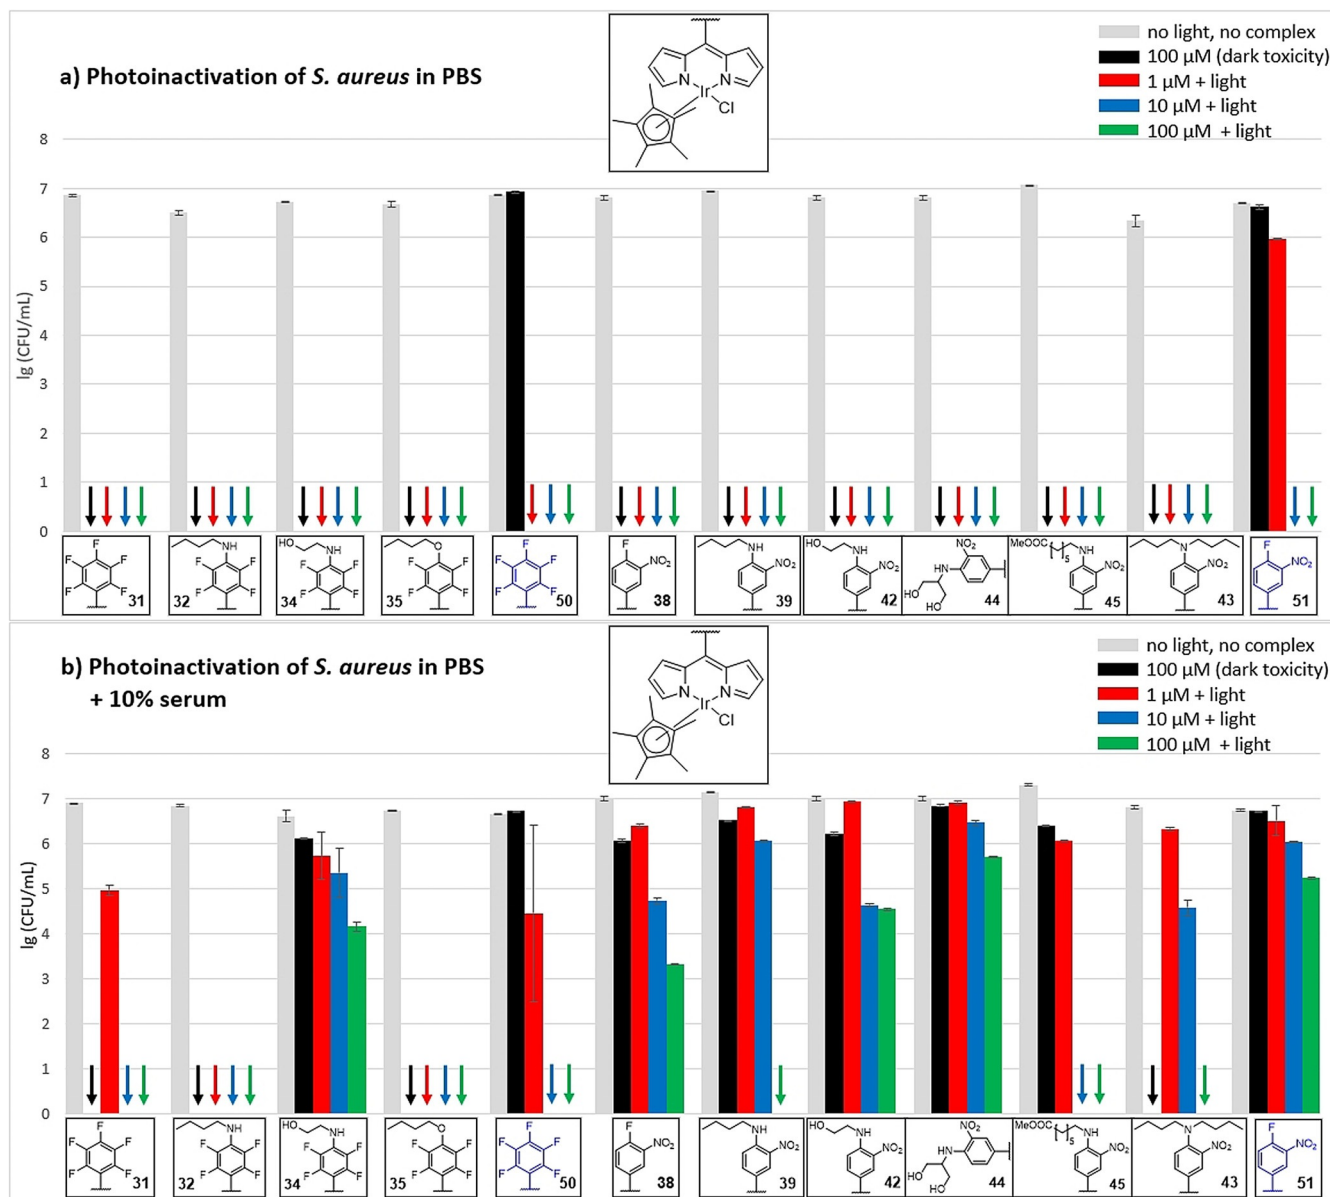 a) Photoinactivation of S. aureus in PBS
N
N
Ir
Cl
no light, no complex
100 µM (dark toxicity)
1 µM + light
10 µM + light
100 µM + light
lg (CFU/mL)
8
7
6
5
4
3
2
1
0
F
F
F
F
F
31
NH
F
F
F
F
32
HO
NH
F
F
F
F
34
O
F
F
F
F
35
F
F
F
F
F
50
F
NO2
38
NH
NO2
39
HO
NH
NO2
42
NO2
HN
HO
HO
44
MeOOC
5
NH
NO2
45
N
NO2
43
F
NO2
51
b) Photoinactivation of S. aureus in PBS
+ 10% serum
N
N
Ir
Cl
no light, no complex
100 µM (dark toxicity)
1 µM + light
10 µM + light
100 µM + light
lg (CFU/mL)
8
7
6
5
4
3
2
1
0
F
F
F
F
F
31
NH
F
F
F
F
32
HO
NH
F
F
F
F
34
O
F
F
F
F
35
F
F
F
F
F
50
F
NO2
38
NH
NO2
39
HO
NH
NO2
42
NO2
HN
HO
HO
44
MeOOC
5
NH
NO2
45
N
NO2
43
F
NO2
51